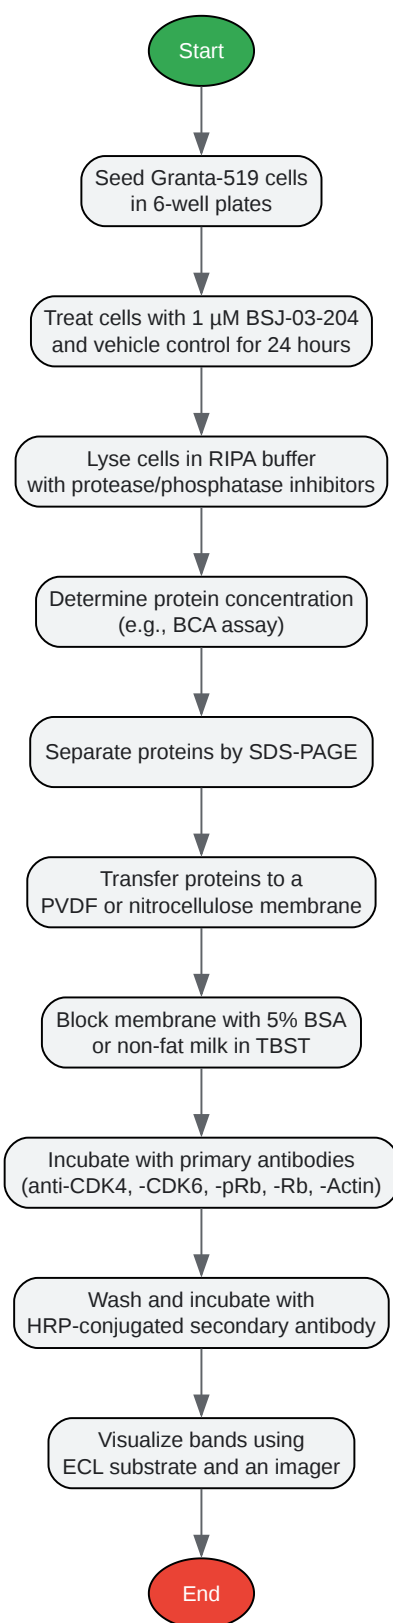 Start
Seed Granta-519 cells
in 6-well plates
Treat cells with 1 µM BSJ-03-204
and vehicle control for 24 hours
Lyse cells in RIPA buffer
with protease/phosphatase inhibitors
Determine protein concentration
(e.g., BCA assay)
Separate proteins by SDS-PAGE
Transfer proteins to a
PVDF or nitrocellulose membrane
Block membrane with 5% BSA
or non-fat milk in TBST
Incubate with primary antibodies
(anti-CDK4, -CDK6, -pRb, -Rb, -Actin)
Wash and incubate with
HRP-conjugated secondary antibody
Visualize bands using
ECL substrate and an imager
End